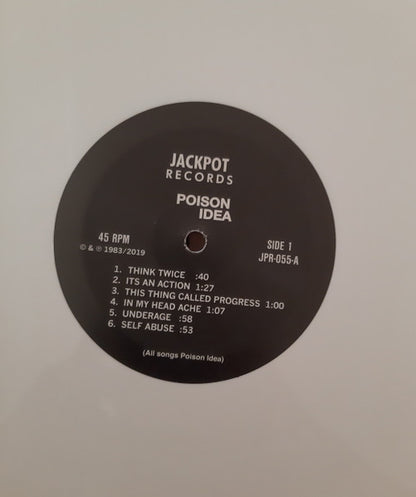 JACKPOT
RECORDS
POISON
IDEA
45 RPM
© & ℗ 1983/2019
SIDE 1
JPR-055-A
1. THINK TWICE :40
2. ITS AN ACTION 1:27
3. THIS THING CALLED PROGRESS 1:00
4. IN MY HEAD ACHE 1:07
5. UNDERAGE :58
6. SELF ABUSE :53
(All songs Poison Idea)